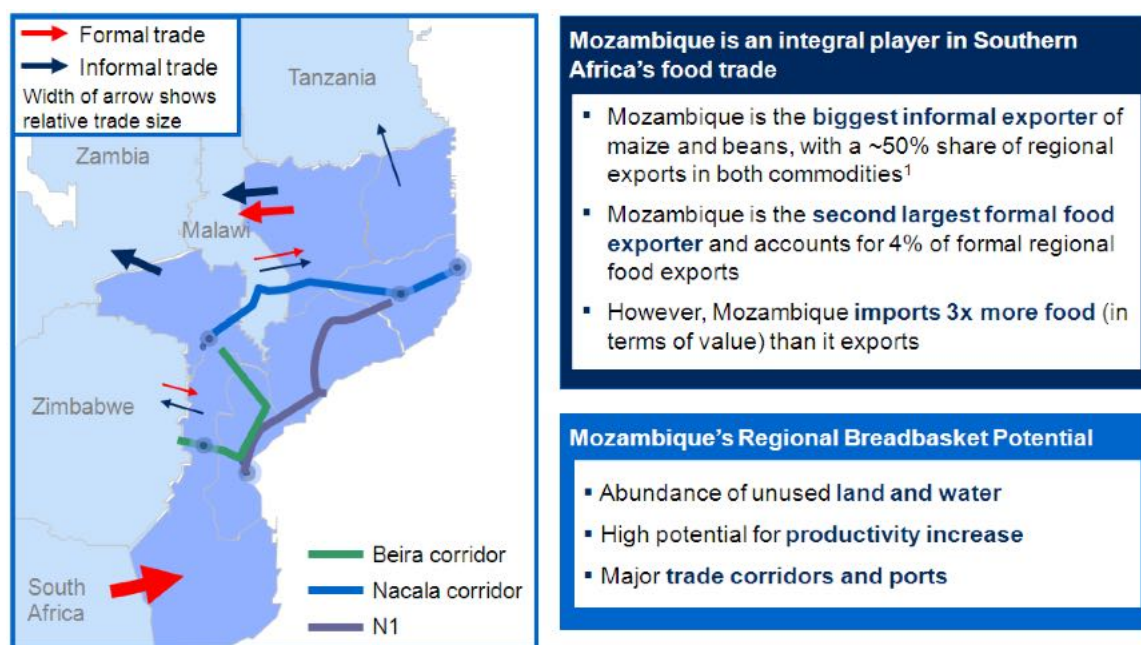 Formal trade
Informal trade
Width of arrow shows
relative trade size
Tanzania
Zambia
Malawi
Zimbabwe
South
Africa
Beira corridor
Nacala corridor
N1
Mozambique is an integral player in Southern
Africa's food trade
▪ Mozambique is the biggest informal exporter of
maize and beans, with a ~50% share of regional
exports in both commodities¹
▪ Mozambique is the second largest formal food
exporter and accounts for 4% of formal regional
food exports
▪ However, Mozambique imports 3x more food (in
terms of value) than it exports
Mozambique's Regional Breadbasket Potential
▪ Abundance of unused land and water
▪ High potential for productivity increase
▪ Major trade corridors and ports